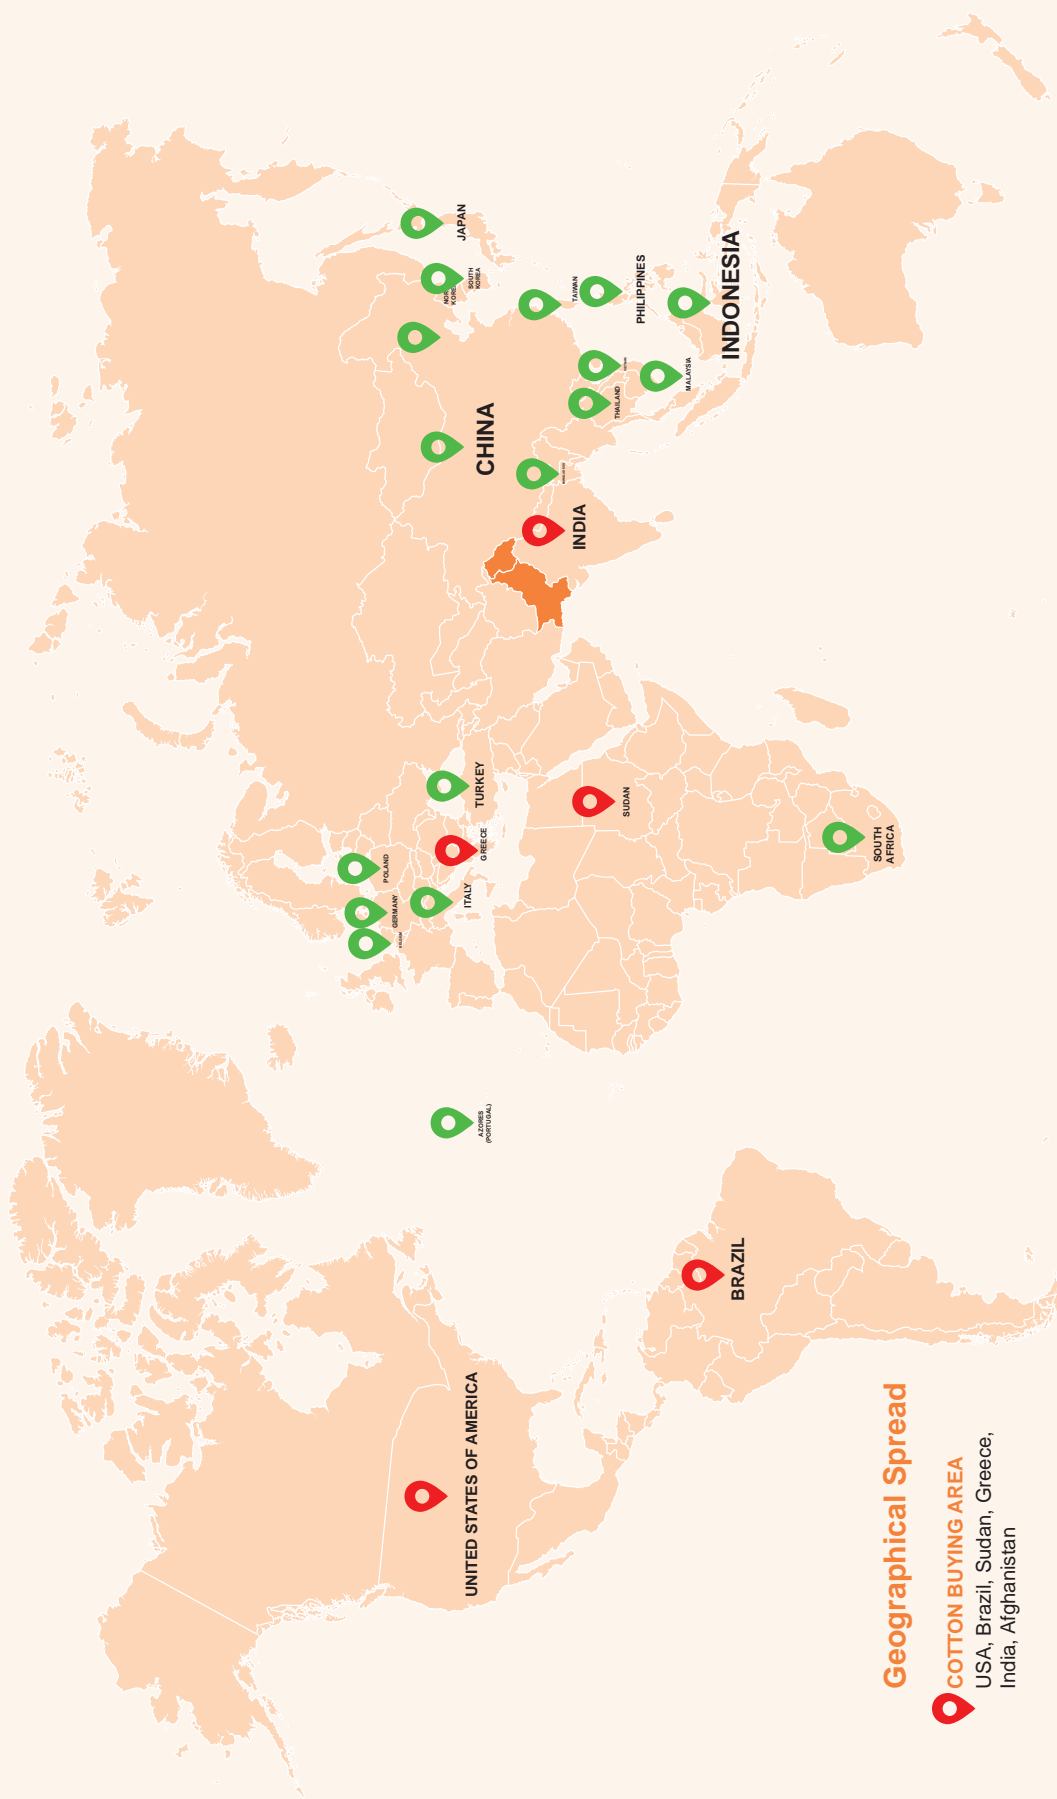 Geographical Spread
COTTON BUYING AREA
USA, Brazil, Sudan, Greece,
India, Afghanistan
UNITED STATES OF AMERICA
BRAZIL
AZORES
(PORTUGAL)
GERMANY
POLAND
ITALY
GREECE
TURKEY
SUDAN
SOUTH
AFRICA
INDIA
CHINA
THAILAND
MALAYSIA
INDONESIA
PHILIPPINES
TAIWAN
SOUTH
KOREA
JAPAN